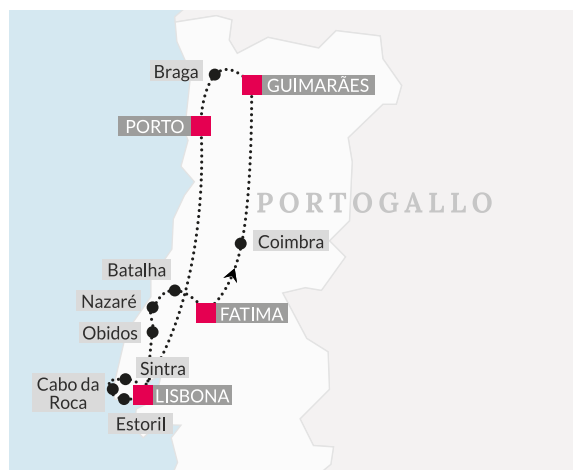 Braga
GUIMARÃES
PORTO
PORTOGALLO
Coimbra
Batalha
Nazaré
FATIMA
Obidos
Sintra
Cabo da
Roca
LISBONA
Estoril